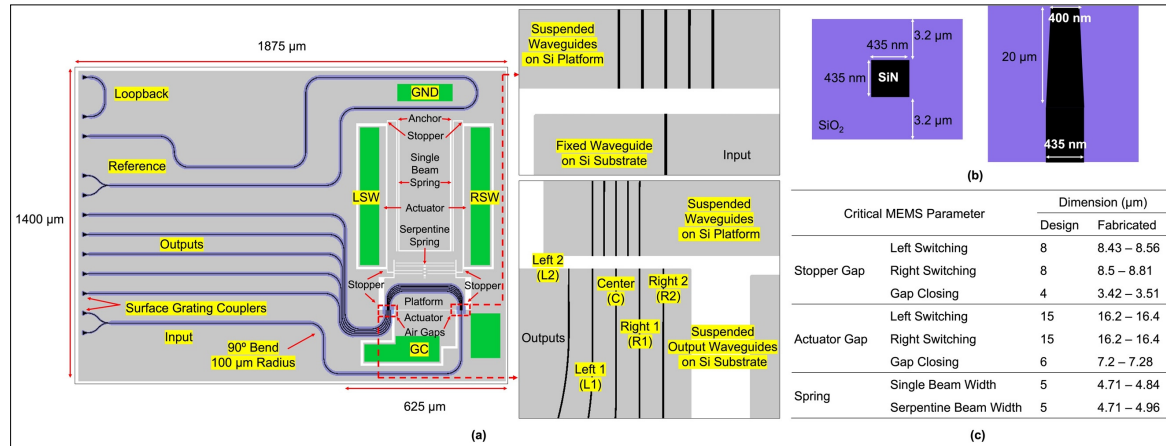 (a)
1875 µm
1400 µm
Loopback
GND
Anchor
Stopper
Reference
Single
Beam
Spring
LSW
RSW
Actuator
Serpentine
Spring
Outputs
Stopper
Stopper
Platform
Surface Grating Couplers
Actuator
Air Gaps
Input
90º Bend
100 µm Radius
GC
625 µm
(a)
Suspended
Waveguides
on Si Platform
Fixed Waveguide
on Si Substrate
Input
Suspended
Waveguides
on Si Platform
Left 2
(L2)
Center
(C)
Right 2
(R2)
Right 1
(R1)
Outputs
Left 1
(L1)
Suspended
Output Waveguides
on Si Substrate
(b)
3.2 µm
435 nm
435 nm
SiN
SiO2
3.2 µm
400 nm
20 µm
435 nm
(b)
Critical MEMS Parameter Dimension (µm)
Design Fabricated
Stopper Gap Left Switching 8 8.43 – 8.56
Right Switching 8 8.5 – 8.81
Gap Closing 4 3.42 – 3.51
Actuator Gap Left Switching 15 16.2 – 16.4
Right Switching 15 16.2 – 16.4
Gap Closing 6 7.2 – 7.28
Spring Single Beam Width 5 4.71 – 4.84
Serpentine Beam Width 5 4.71 – 4.96
(c)